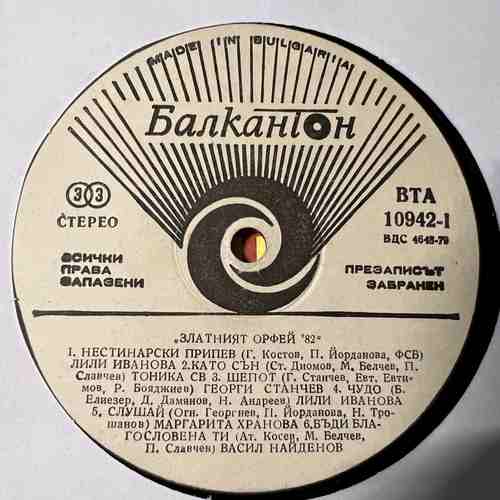 MADE IN BULGARIA
Балкантон
33
СТЕРЕО
ВТА
10942-1
ВДС 4643-79
ВСИЧКИ
ПРАВА
ЗАПАЗЕНИ
ПРЕЗАПИСЪТ
ЗАБРАНЕН
„ЗЛАТНИЯТ ОРФЕЙ '82“
1. НЕСТИНАРСКИ ПРИПЕВ (Г. Костов, П. Йорданова, ФСБ)
ЛИЛИ ИВАНОВА 2.КАТО СЪН (Ст. Диомов, М. Белчев, П.
Славчев) ТОНИКА СВ 3. ШЕПОТ (Г. Станчев, Евт. Евти-
мов, Р. Бояджиев) ГЕОРГИ СТАНЧЕВ 4. ЧУДО (Б.
Елиезер, Д. Дамянов, Н. Андреев) ЛИЛИ ИВАНОВА
5. СЛУШАЙ (Огн. Георгиев, П. Йорданова, Н. Тро-
шанов) МАРГАРИТА ХРАНОВА 6.БЪДИ БЛА-
ГОСЛОВЕНА ТИ (Ат. Косев, М. Белчев,
П. Славчев) ВАСИЛ НАЙДЕНОВ